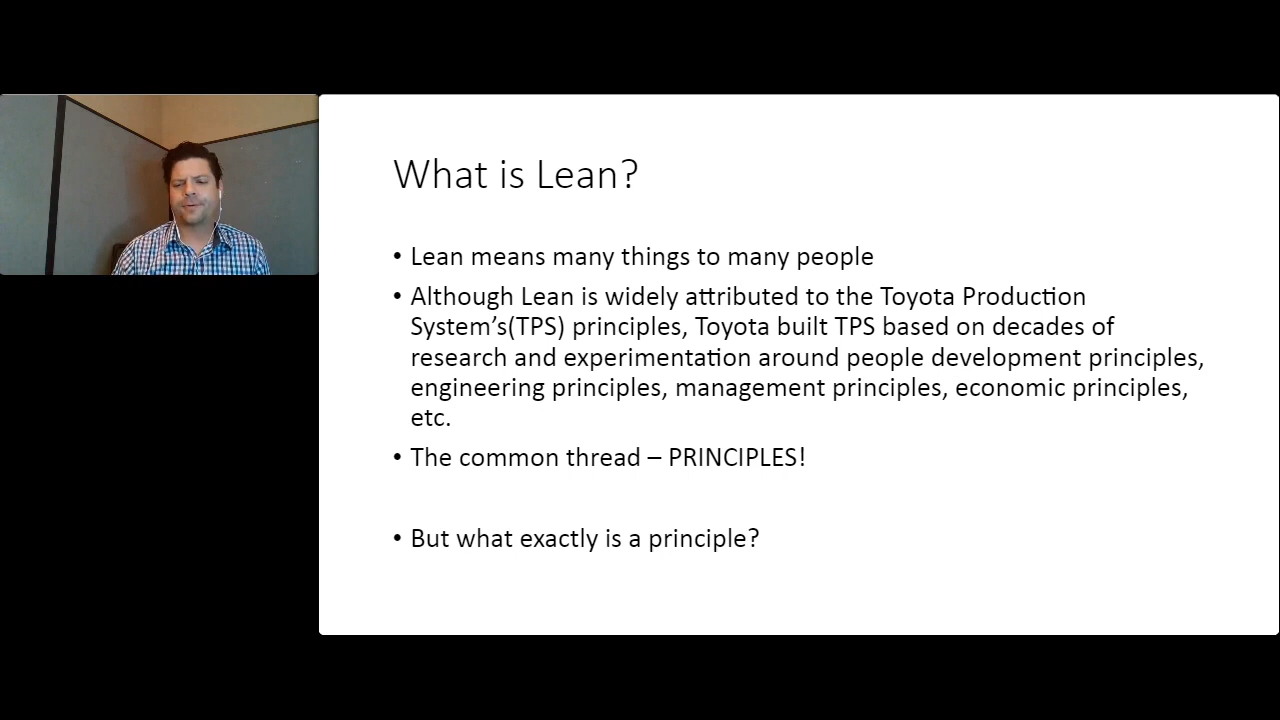 What is Lean?
• Lean means many things to many people
• Although Lean is widely attributed to the Toyota Production
System’s(TPS) principles, Toyota built TPS based on decades of
research and experimentation around people development principles,
engineering principles, management principles, economic principles,
etc.
• The common thread – PRINCIPLES!
• But what exactly is a principle?